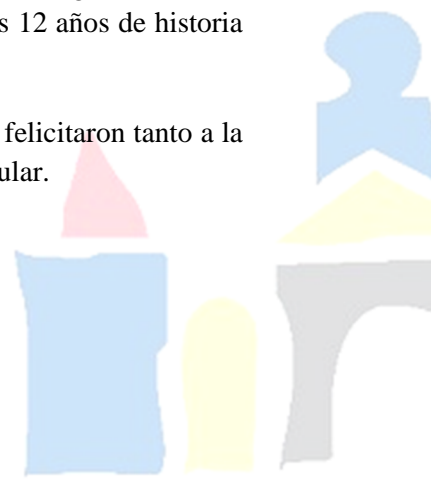 s 12 años de historia
felicitaron tanto a la
ular.